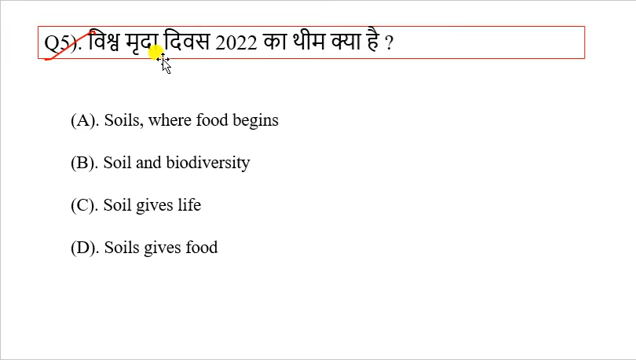 Q5). विश्व मृदा दिवस 2022 का थीम क्या है ?
(A). Soils, where food begins
(B). Soil and biodiversity
(C). Soil gives life
(D). Soils gives food